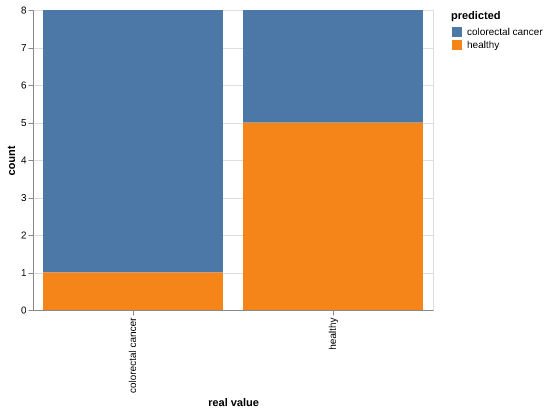 8
7
6
5
4
3
2
1
0
count
colorectal cancer
healthy
real value
predicted
colorectal cancer
healthy